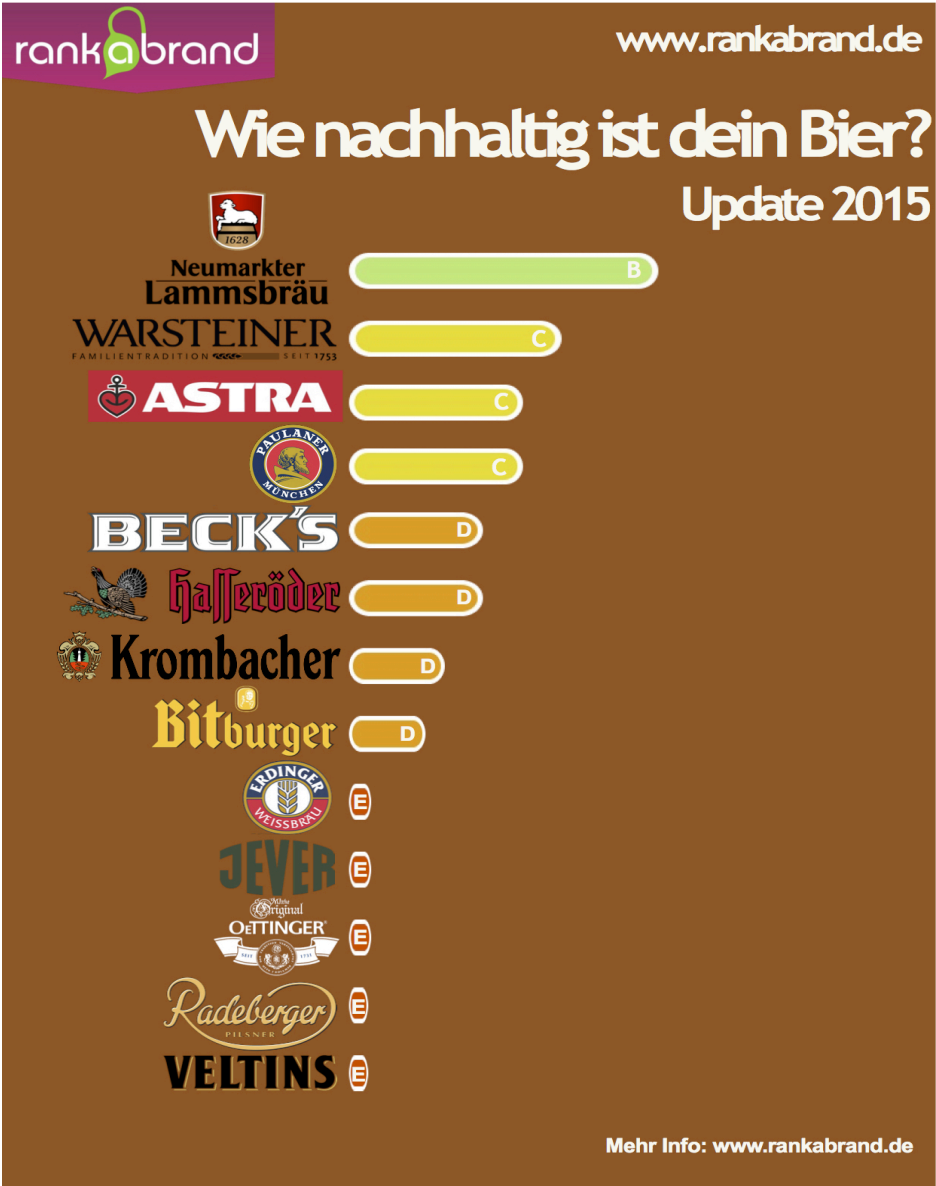 rankabrand
www.rankabrand.de
Wie nachhaltig ist dein Bier?
Update 2015
1628
Neumarkter
Lammsbräu
B
WARSTEINER
FAMILIENTRADITION SEIT 1753
C
ASTRA
C
PAULANER
MÜNCHEN
C
BECK'S
D
Hasseröder
D
Krombacher
D
Bitburger
D
ERDINGER
WEISSBRÄU
E
JEVER
E
Original
OeTTINGER
SEIT 1731
E
Radeberger
PILSNER
E
VELTINS
E
Mehr Info: www.rankabrand.de